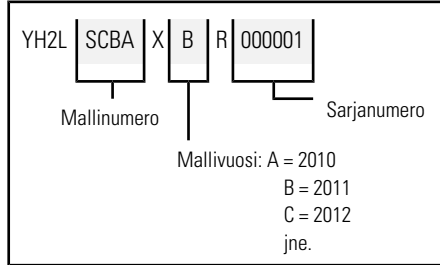 YH2L SCBA X B R 000001
Mallinumero
Sarjanumero
Mallivuosi: A = 2010
B = 2011
C = 2012
jne.